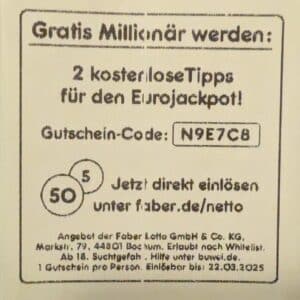 Gratis Millionär werden:
2 kostenlose Tipps
für den Eurojackpot!
Gutschein-Code: N9E7C8
5
50
Jetzt direkt einlösen
unter faber.de/netto
Angebot der Faber Lotto GmbH & Co. KG,
Markstr. 79, 44801 Bochum. Erlaubt nach Whitelist.
Ab 18. Suchtgefah . Hilfe unter buwei.de.
1 Gutschein pro Person. Einlösbar bis: 22.03.2025